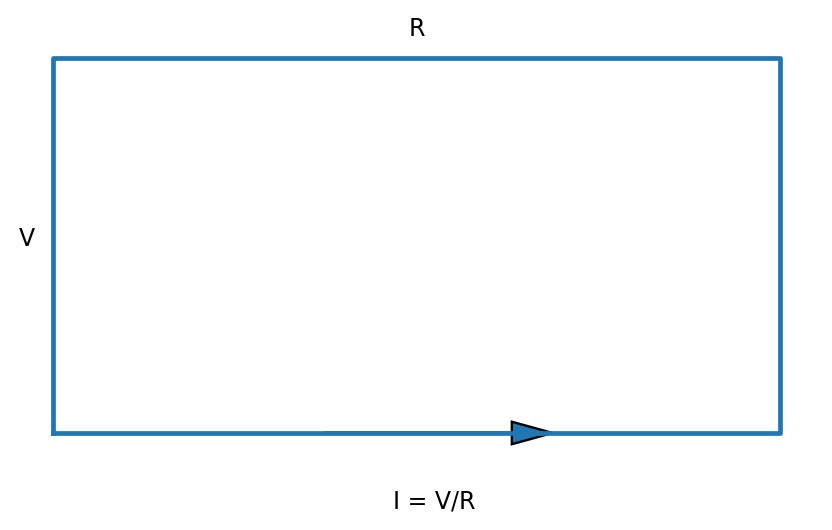 R
V
I = V/R